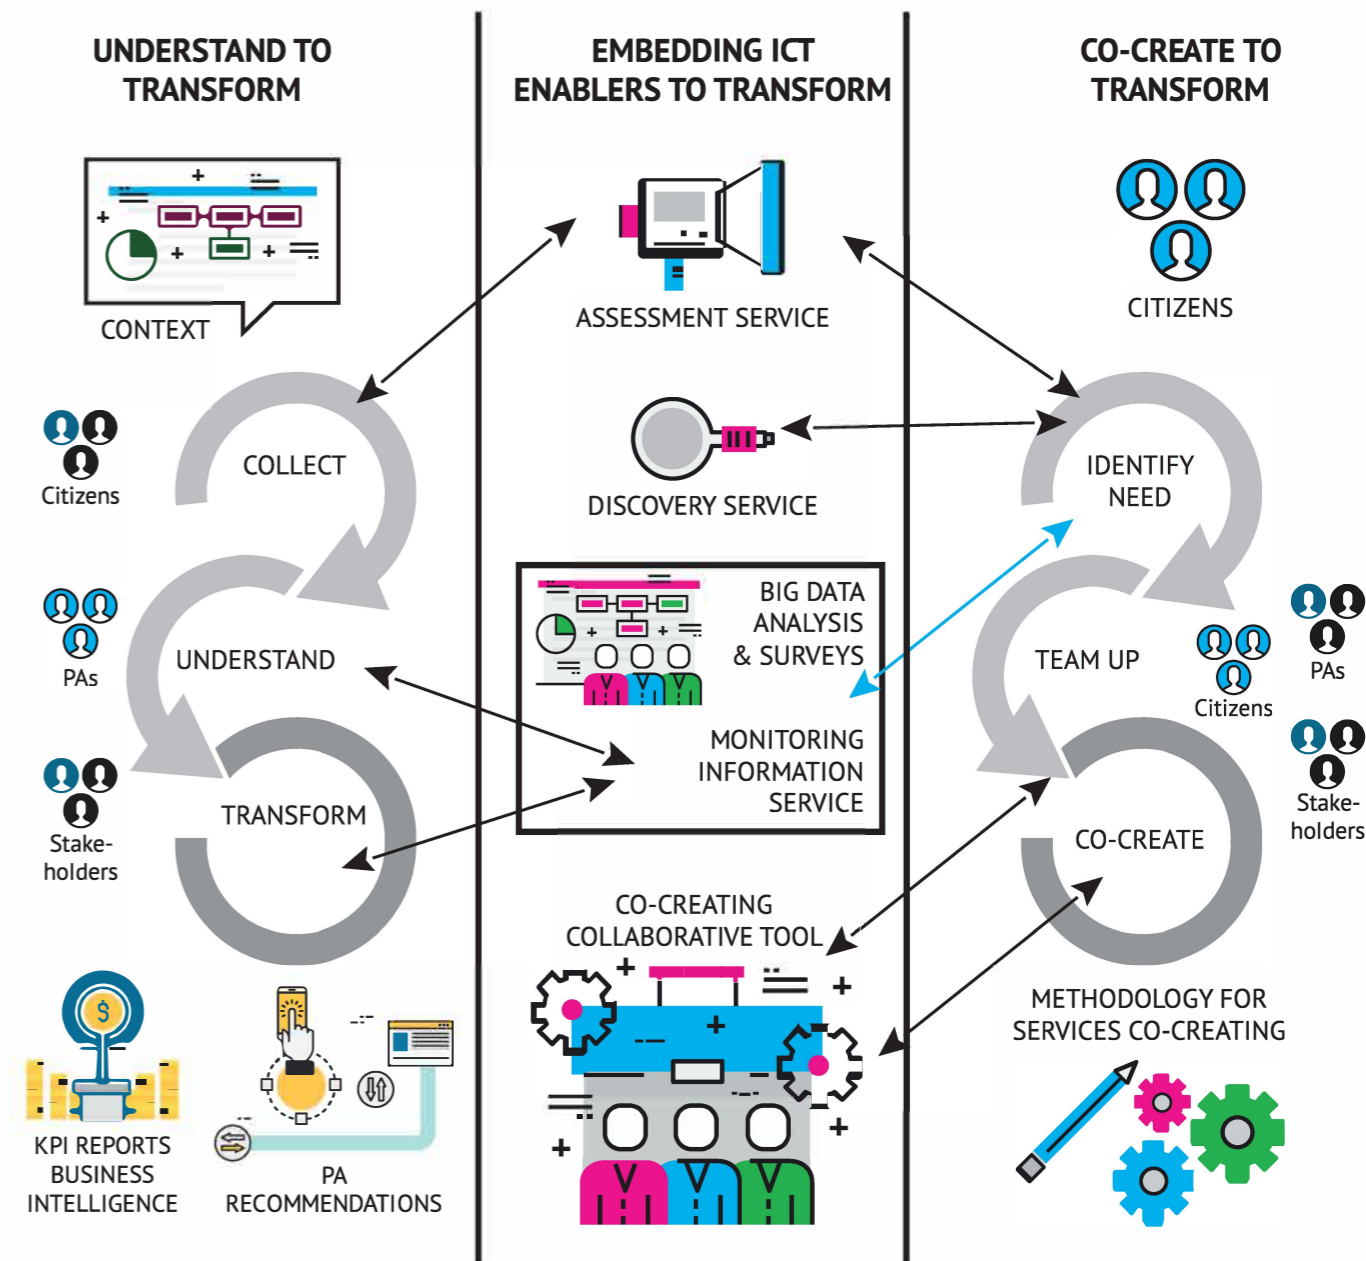 UNDERSTAND TO
TRANSFORM
CONTEXT
COLLECT
Citizens
UNDERSTAND
PAs
TRANSFORM
Stake-
holders
KPI REPORTS
BUSINESS
INTELLIGENCE
PA
RECOMMENDATIONS
EMBEDDING ICT
ENABLERS TO TRANSFORM
ASSESSMENT SERVICE
DISCOVERY SERVICE
BIG DATA
ANALYSIS
& SURVEYS
MONITORING
INFORMATION
SERVICE
CO-CREATING
COLLABORATIVE TOOL
CO-CREATE TO
TRANSFORM
CITIZENS
IDENTIFY
NEED
TEAM UP
Citizens
PAs
Stake-
holders
CO-CREATE
METHODOLOGY FOR
SERVICES CO-CREATING